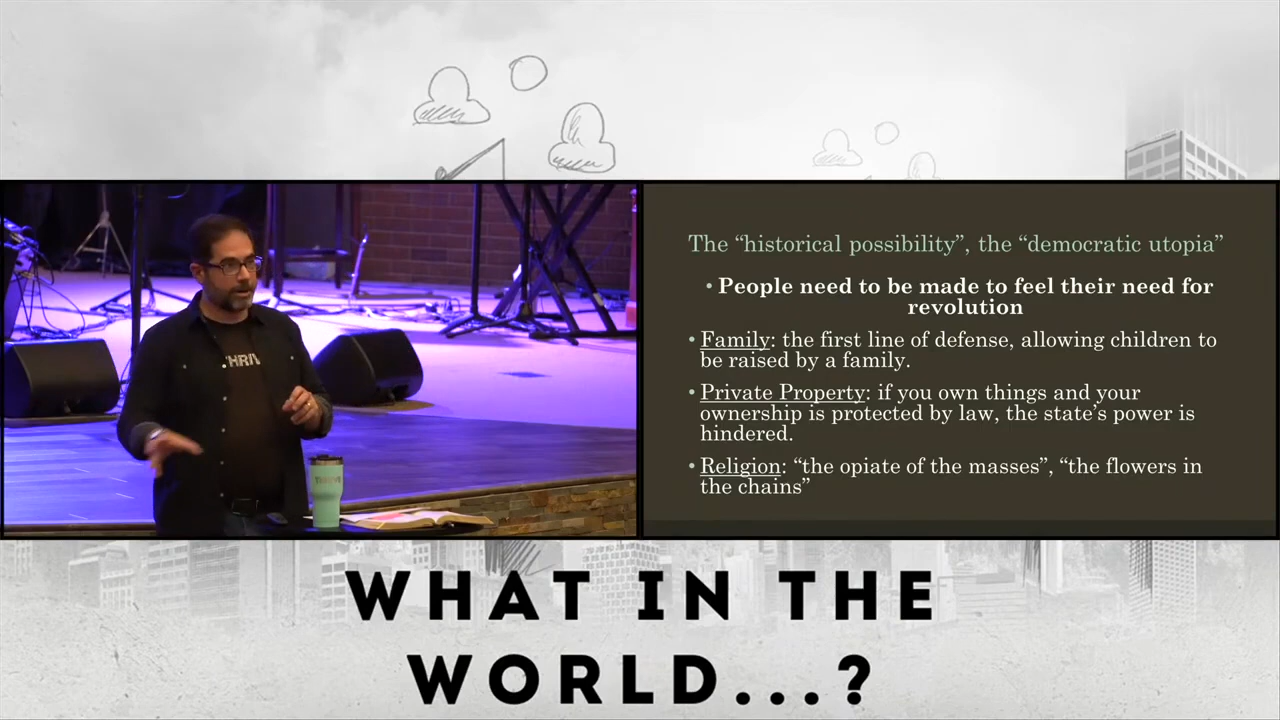 THRIV
The “historical possibility”, the “democratic utopia”
• People need to be made to feel their need for
revolution
• Family: the first line of defense, allowing children to
be raised by a family.
• Private Property: if you own things and your
ownership is protected by law, the state’s power is
hindered.
• Religion: “the opiate of the masses”, “the flowers in
the chains”
WHAT IN THE
WORLD...?